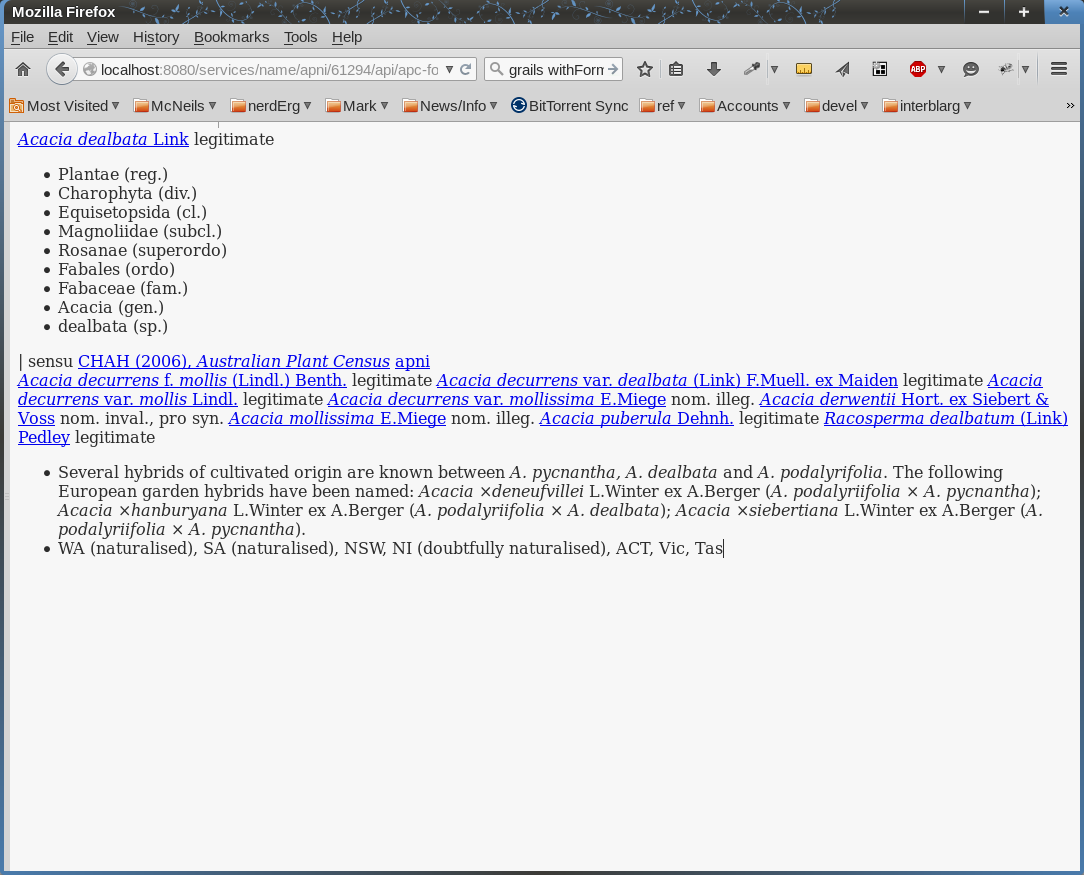 Mozilla Firefox
File Edit View History Bookmarks Tools Help
localhost:8080/services/name/apni/61294/api/apc-fo
grails withForm
ABP
Most Visited McNeils nerdErg Mark News/Info BitTorrent Sync ref Accounts devel interblarg »
Acacia dealbata Link legitimate
• Plantae (reg.)
• Charophyta (div.)
• Equisetopsida (cl.)
• Magnoliidae (subcl.)
• Rosanae (superordo)
• Fabales (ordo)
• Fabaceae (fam.)
• Acacia (gen.)
• dealbata (sp.)
| sensu CHAH (2006), Australian Plant Census apni
Acacia decurrens f. mollis (Lindl.) Benth. legitimate Acacia decurrens var. dealbata (Link) F.Muell. ex Maiden legitimate Acacia
decurrens var. mollis Lindl. legitimate Acacia decurrens var. mollissima E.Miege nom. illeg. Acacia derwentii Hort. ex Siebert &
Voss nom. inval., pro syn. Acacia mollissima E.Miege nom. illeg. Acacia puberula Dehnh. legitimate Racosperma dealbatum (Link)
Pedley legitimate
• Several hybrids of cultivated origin are known between A. pycnantha, A. dealbata and A. podalyrifolia. The following
European garden hybrids have been named: Acacia ×deneufvillei L.Winter ex A.Berger (A. podalyriifolia × A. pycnantha);
Acacia ×hanburyana L.Winter ex A.Berger (A. podalyriifolia × A. dealbata); Acacia ×siebertiana L.Winter ex A.Berger (A.
podalyriifolia × A. pycnantha).
• WA (naturalised), SA (naturalised), NSW, NI (doubtfully naturalised), ACT, Vic, Tas